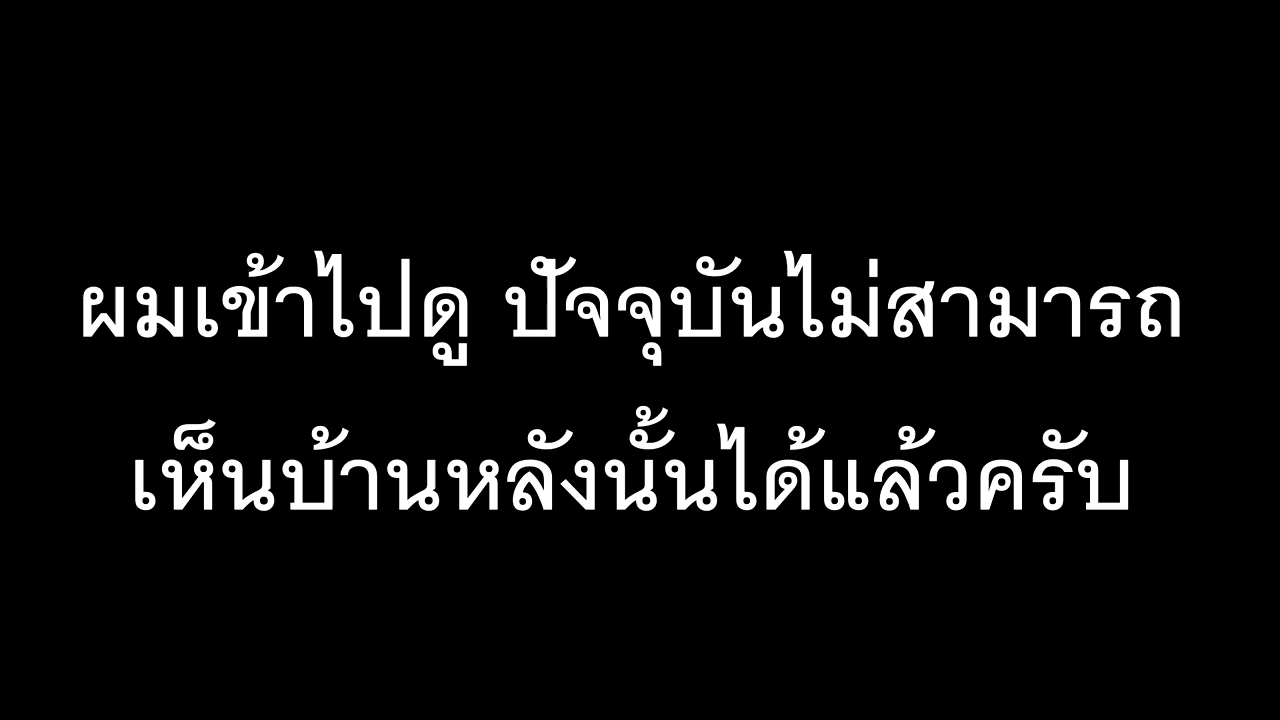 ผมเข้าไปดู ปัจจุบันไม่สามารถ
เห็นบ้านหลังนั้นได้แล้วครับ